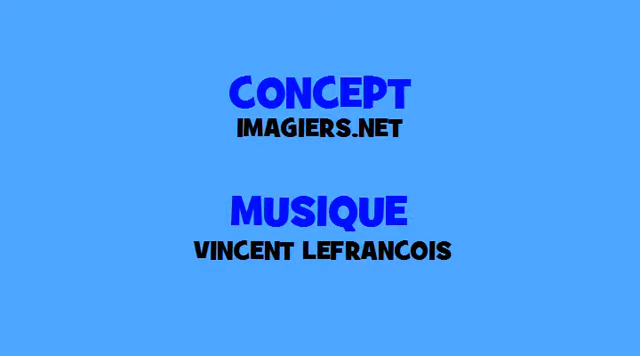 CONCEPT
IMAGIERS.NET
MUSIQUE
VINCENT LEFRANCOIS